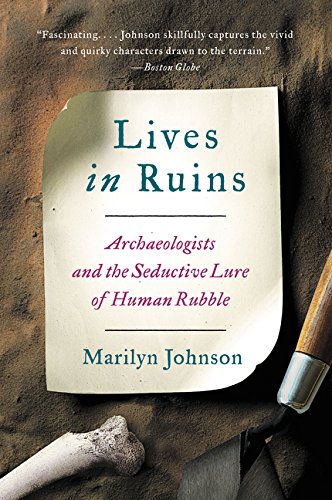 “Fascinating. . . . Johnson skillfully captures the vivid
and quirky characters drawn to the terrain.”
—Boston Globe
Lives
in Ruins
Archaeologists
and the Seductive Lure
of Human Rubble
Marilyn Johnson